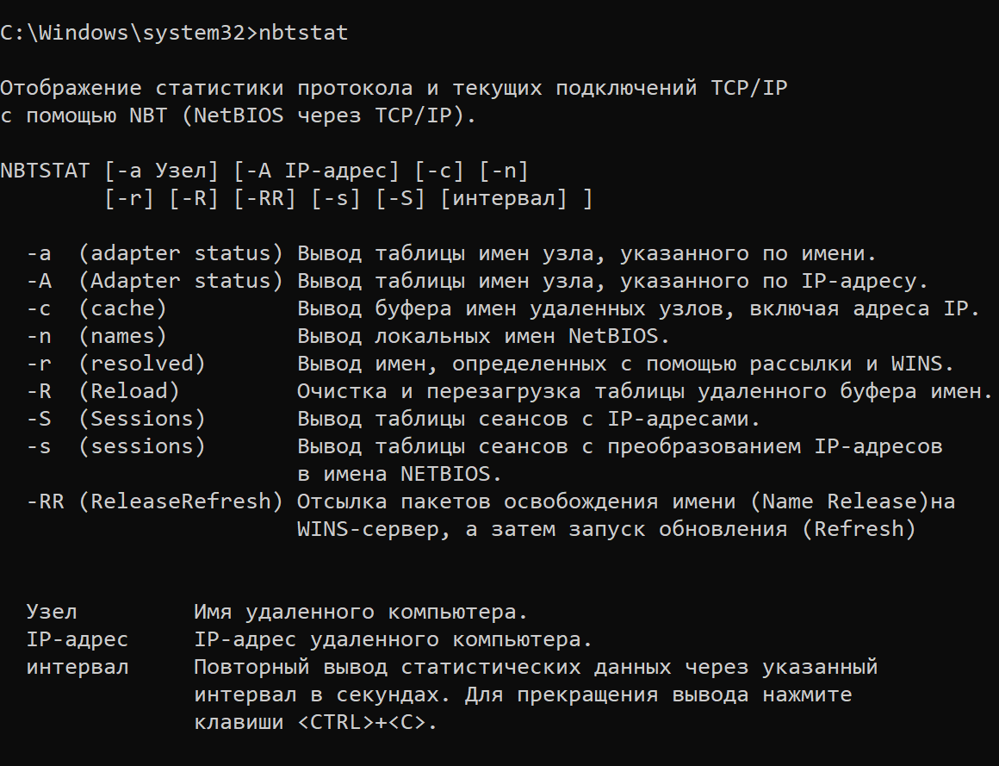 C:\Windows\system32>nbtstat
Отображение статистики протокола и текущих подключений TCP/IP
с помощью NBT (NetBIOS через TCP/IP).
NBTSTAT [-a Узел] [-A IP-адрес] [-c] [-n]
        [-r] [-R] [-RR] [-s] [-S] [интервал] ]
  -a  (adapter status) Вывод таблицы имен узла, указанного по имени.
  -A  (Adapter status) Вывод таблицы имен узла, указанного по IP-адресу.
  -c  (cache)          Вывод буфера имен удаленных узлов, включая адреса IP.
  -n  (names)          Вывод локальных имен NetBIOS.
  -r  (resolved)       Вывод имен, определенных с помощью рассылки и WINS.
  -R  (Reload)         Очистка и перезагрузка таблицы удаленного буфера имен.
  -S  (Sessions)       Вывод таблицы сеансов с IP-адресами.
  -s  (sessions)       Вывод таблицы сеансов с преобразованием IP-адресов
                       в имена NETBIOS.
  -RR (ReleaseRefresh) Отсылка пакетов освобождения имени (Name Release)на
                       WINS-сервер, а затем запуск обновления (Refresh)
  Узел         Имя удаленного компьютера.
  IP-адрес     IP-адрес удаленного компьютера.
  интервал     Повторный вывод статистических данных через указанный
               интервал в секундах. Для прекращения вывода нажмите
               клавиши <CTRL>+<C>.